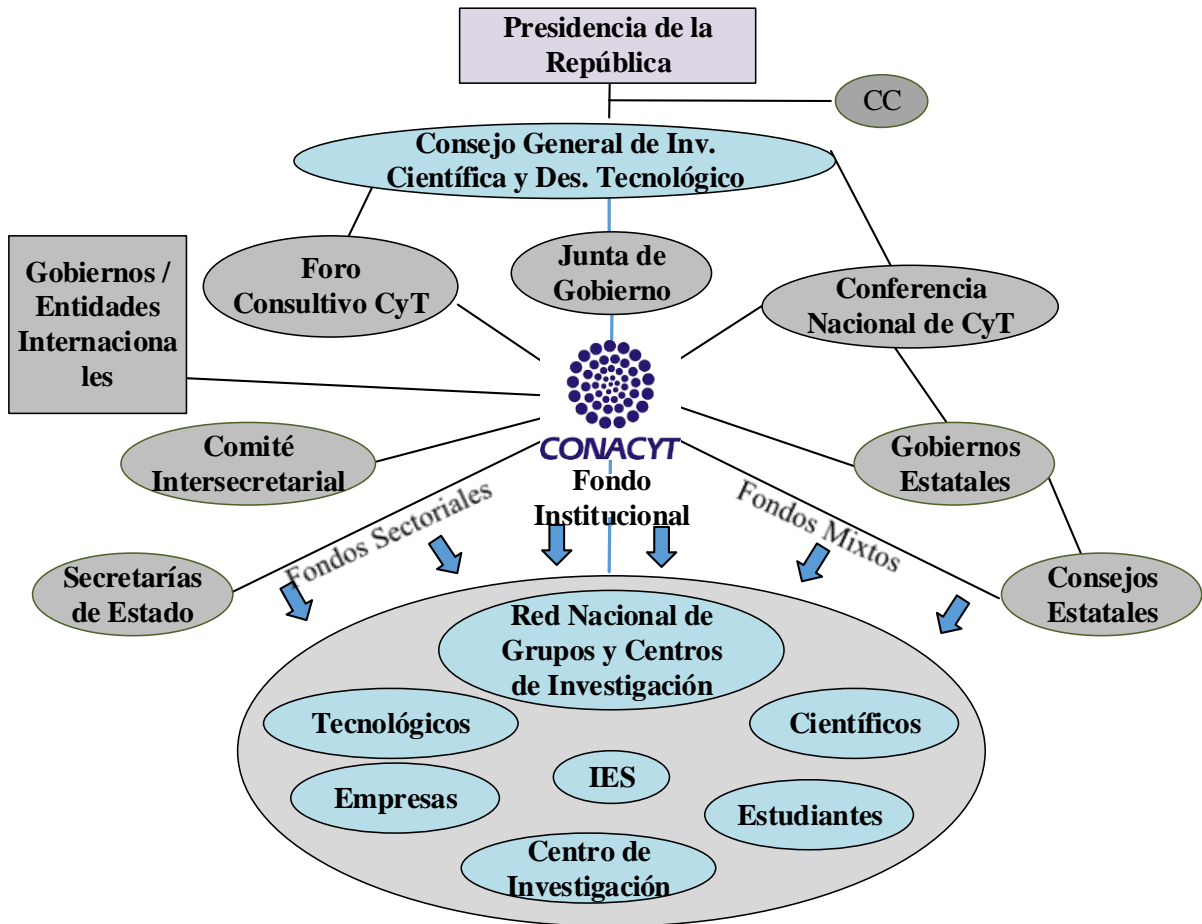 Presidencia de la
República
CC
Consejo General de Inv.
Científica y Des. Tecnológico
Gobiernos /
Entidades
Internaciona
les
Foro
Consultivo CyT
Junta de
Gobierno
Conferencia
Nacional de CyT
CONACYT
Comité
Intersecretarial
Gobiernos
Estatales
Fondo
Institucional
Fondos Sectoriales
Fondos Mixtos
Secretarías
de Estado
Consejos
Estatales
Red Nacional de
Grupos y Centros
de Investigación
Tecnológicos
Científicos
IES
Empresas
Estudiantes
Centro de
Investigación